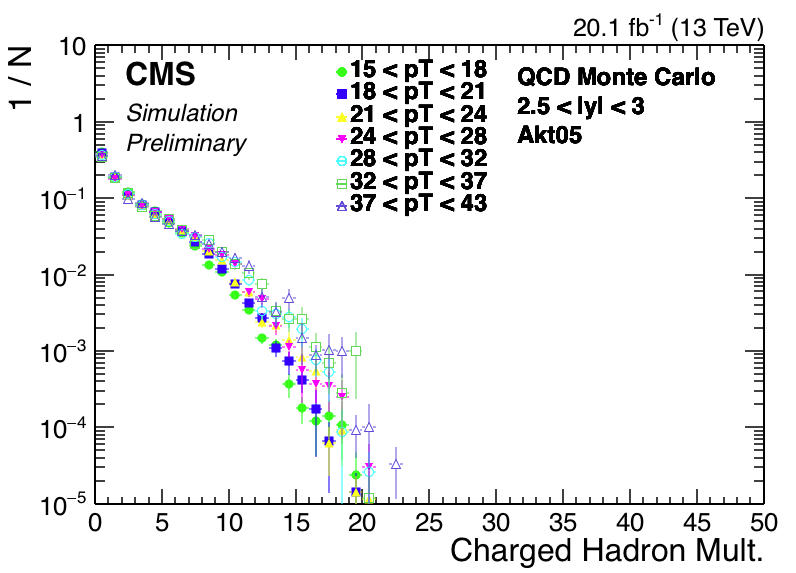 20.1 fb⁻¹ (13 TeV)
1 / N
CMS
Simulation
Preliminary
15 < pT < 18
18 < pT < 21
21 < pT < 24
24 < pT < 28
28 < pT < 32
32 < pT < 37
37 < pT < 43
QCD Monte Carlo
2.5 < |y| < 3
Akt05
10
1
10⁻¹
10⁻²
10⁻³
10⁻⁴
10⁻⁵
0 5 10 15 20 25 30 35 40 45 50
Charged Hadron Mult.